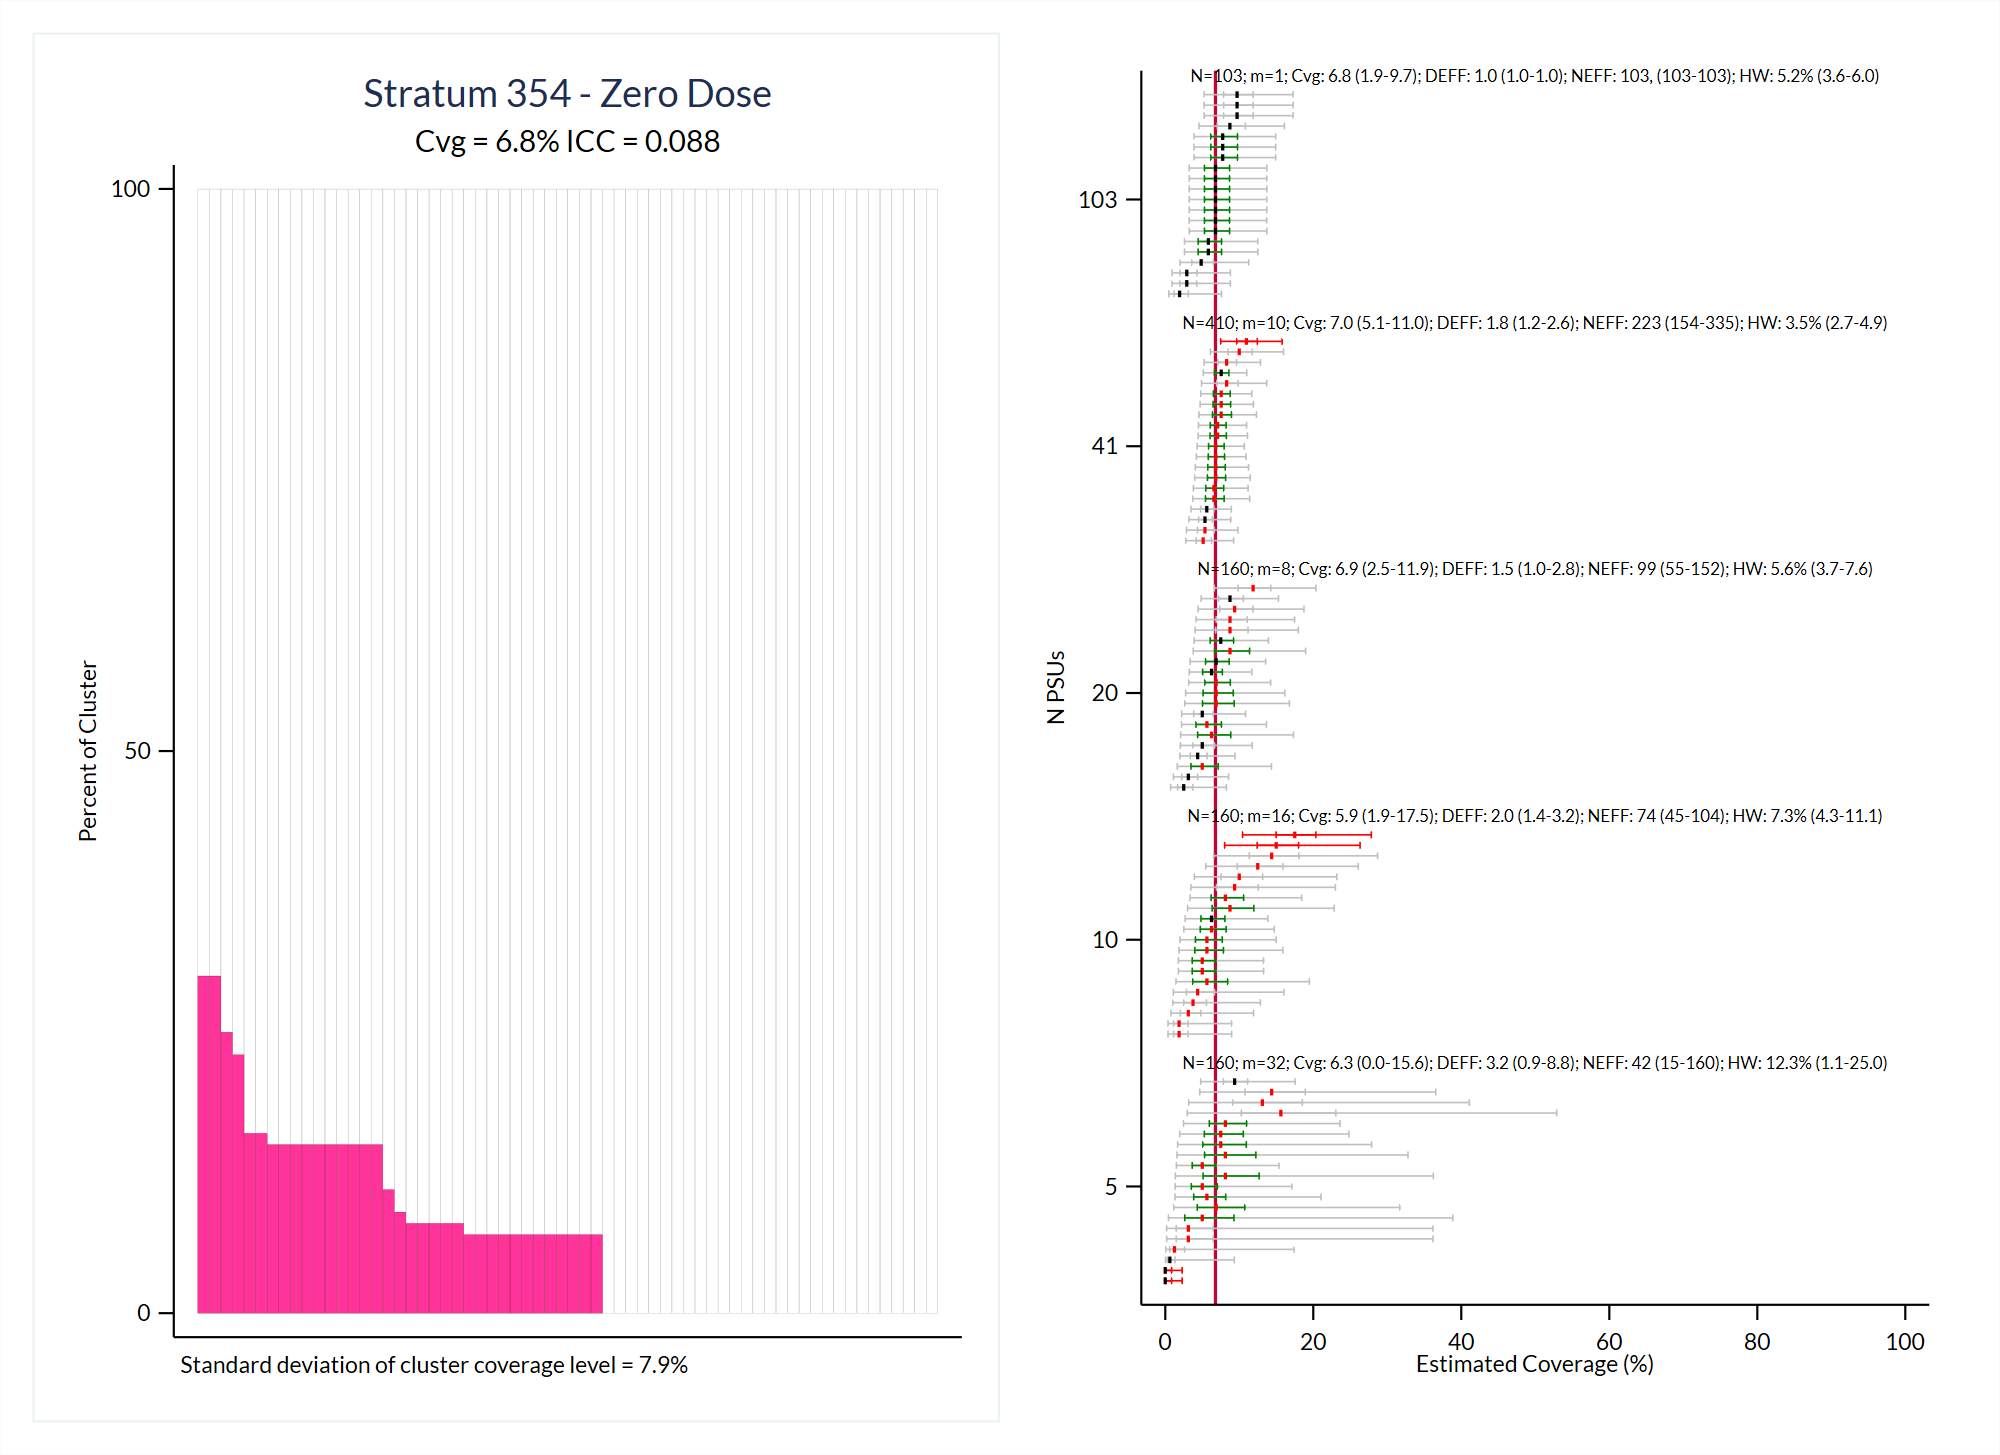 Stratum 354 - Zero Dose
Cvg = 6.8% ICC = 0.088
100
50
0
Percent of Cluster
Standard deviation of cluster coverage level = 7.9%
N=103; m=1; Cvg: 6.8 (1.9-9.7); DEFF: 1.0 (1.0-1.0); NEFF: 103, (103-103); HW: 5.2% (3.6-6.0)
103
N=410; m=10; Cvg: 7.0 (5.1-11.0); DEFF: 1.8 (1.2-2.6); NEFF: 223 (154-335); HW: 3.5% (2.7-4.9)
41
N=160; m=8; Cvg: 6.9 (2.5-11.9); DEFF: 1.5 (1.0-2.8); NEFF: 99 (55-152); HW: 5.6% (3.7-7.6)
20
N PSUs
N=160; m=16; Cvg: 5.9 (1.9-17.5); DEFF: 2.0 (1.4-3.2); NEFF: 74 (45-104); HW: 7.3% (4.3-11.1)
10
N=160; m=32; Cvg: 6.3 (0.0-15.6); DEFF: 3.2 (0.9-8.8); NEFF: 42 (15-160); HW: 12.3% (1.1-25.0)
5
0 20 40 60 80 100
Estimated Coverage (%)